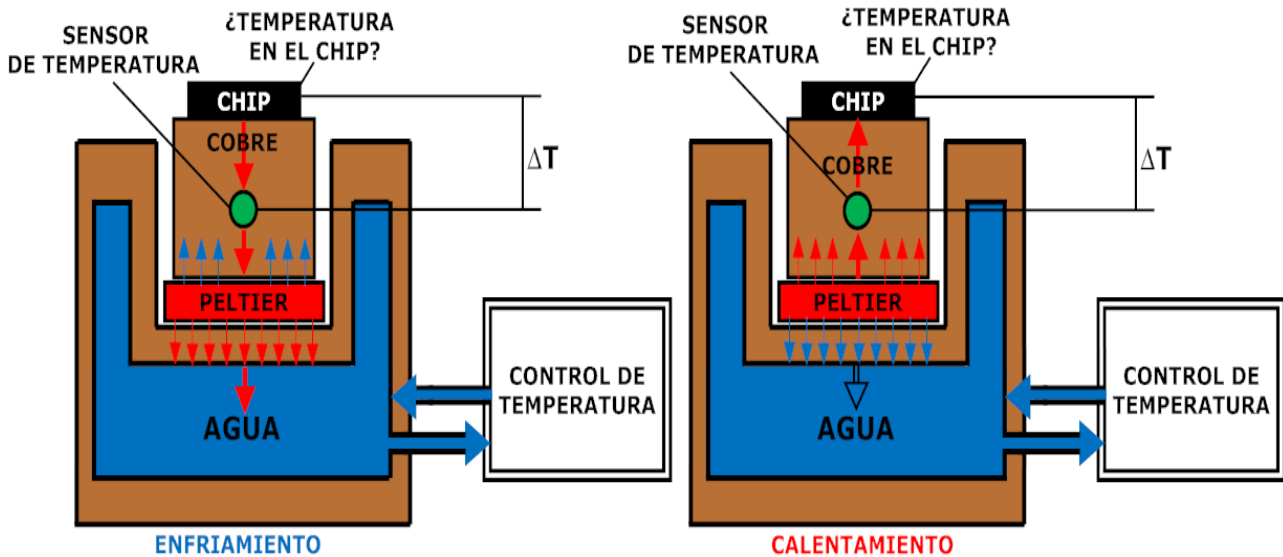 SENSOR
DE TEMPERATURA
¿TEMPERATURA
EN EL CHIP?
CHIP
COBRE
ΔT
PELTIER
AGUA
CONTROL DE
TEMPERATURA
ENFRIAMIENTO
SENSOR
DE TEMPERATURA
¿TEMPERATURA
EN EL CHIP?
CHIP
COBRE
ΔT
PELTIER
AGUA
CONTROL DE
TEMPERATURA
CALENTAMIENTO